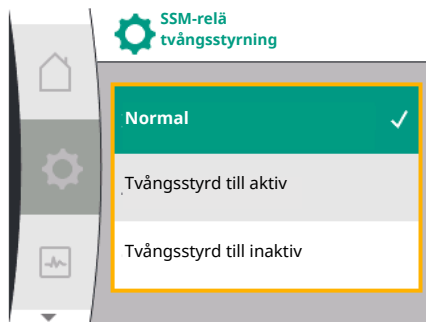 SSM-relä
tvångsstyrning
Normal
Tvångsstyrd till aktiv
Tvångsstyrd till inaktiv